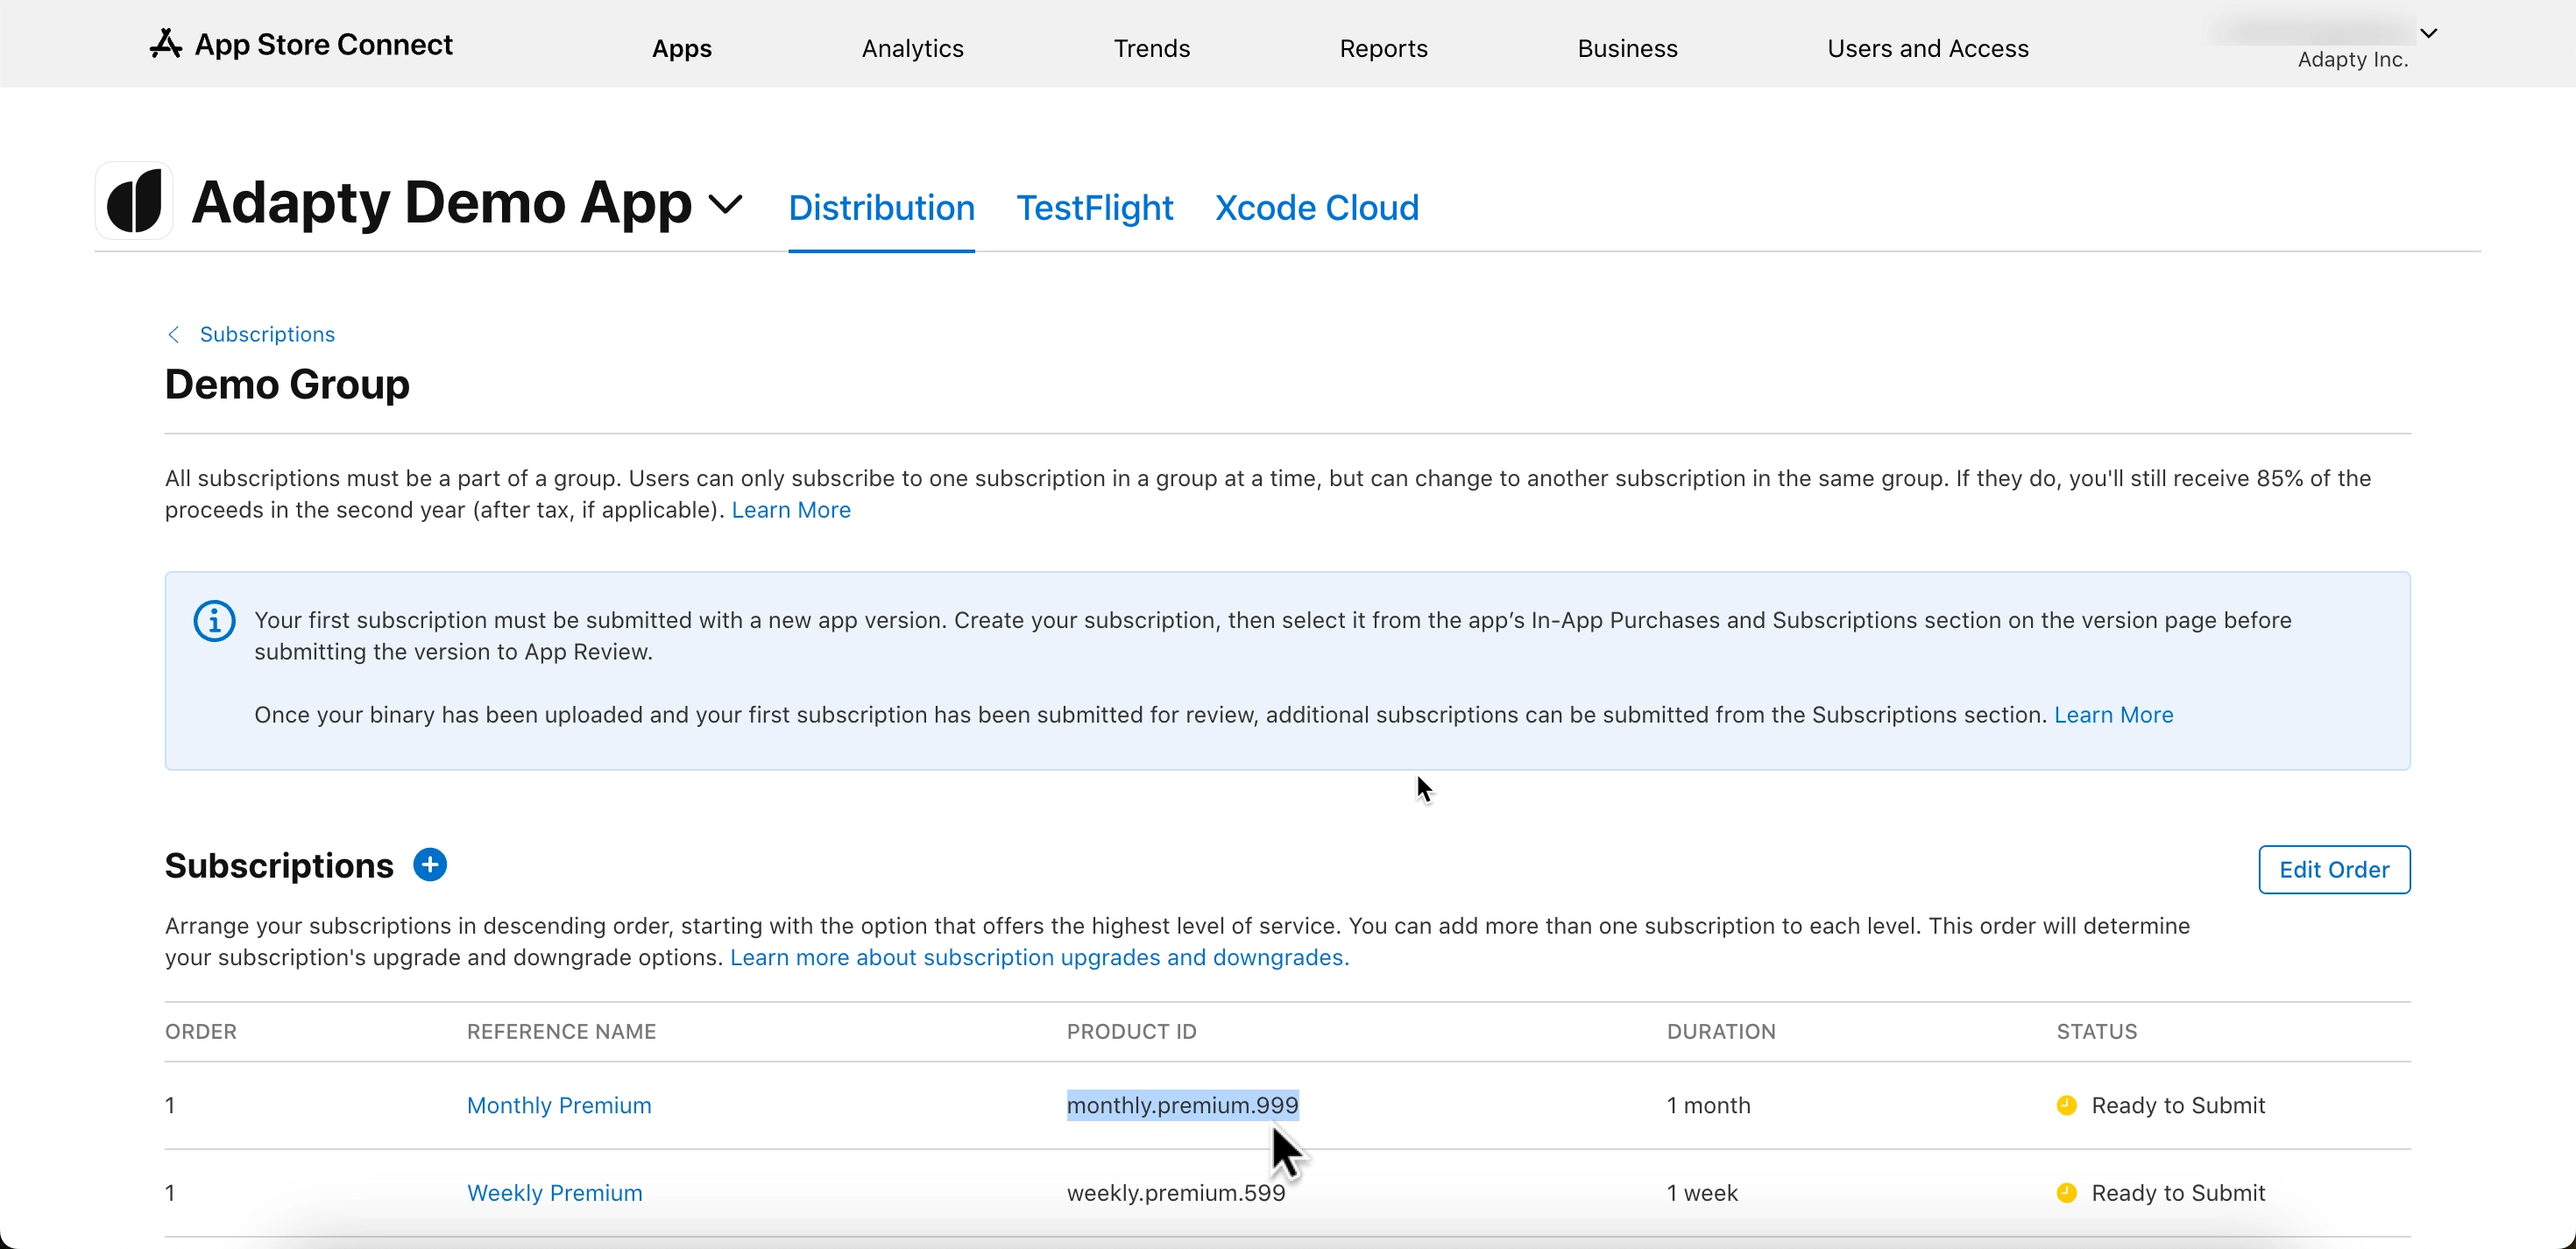 App Store Connect
Apps
Analytics
Trends
Reports
Business
Users and Access
Adapty Inc.
Adapty Demo App
Distribution
TestFlight
Xcode Cloud
Subscriptions
Demo Group
All subscriptions must be a part of a group. Users can only subscribe to one subscription in a group at a time, but can change to another subscription in the same group. If they do, you'll still receive 85% of the
proceeds in the second year (after tax, if applicable). Learn More
Your first subscription must be submitted with a new app version. Create your subscription, then select it from the app’s In-App Purchases and Subscriptions section on the version page before
submitting the version to App Review.
Once your binary has been uploaded and your first subscription has been submitted for review, additional subscriptions can be submitted from the Subscriptions section. Learn More
Subscriptions
Edit Order
Arrange your subscriptions in descending order, starting with the option that offers the highest level of service. You can add more than one subscription to each level. This order will determine
your subscription's upgrade and downgrade options. Learn more about subscription upgrades and downgrades.
ORDER REFERENCE NAME PRODUCT ID DURATION STATUS
1 Monthly Premium monthly.premium.999 1 month Ready to Submit
1 Weekly Premium weekly.premium.599 1 week Ready to Submit